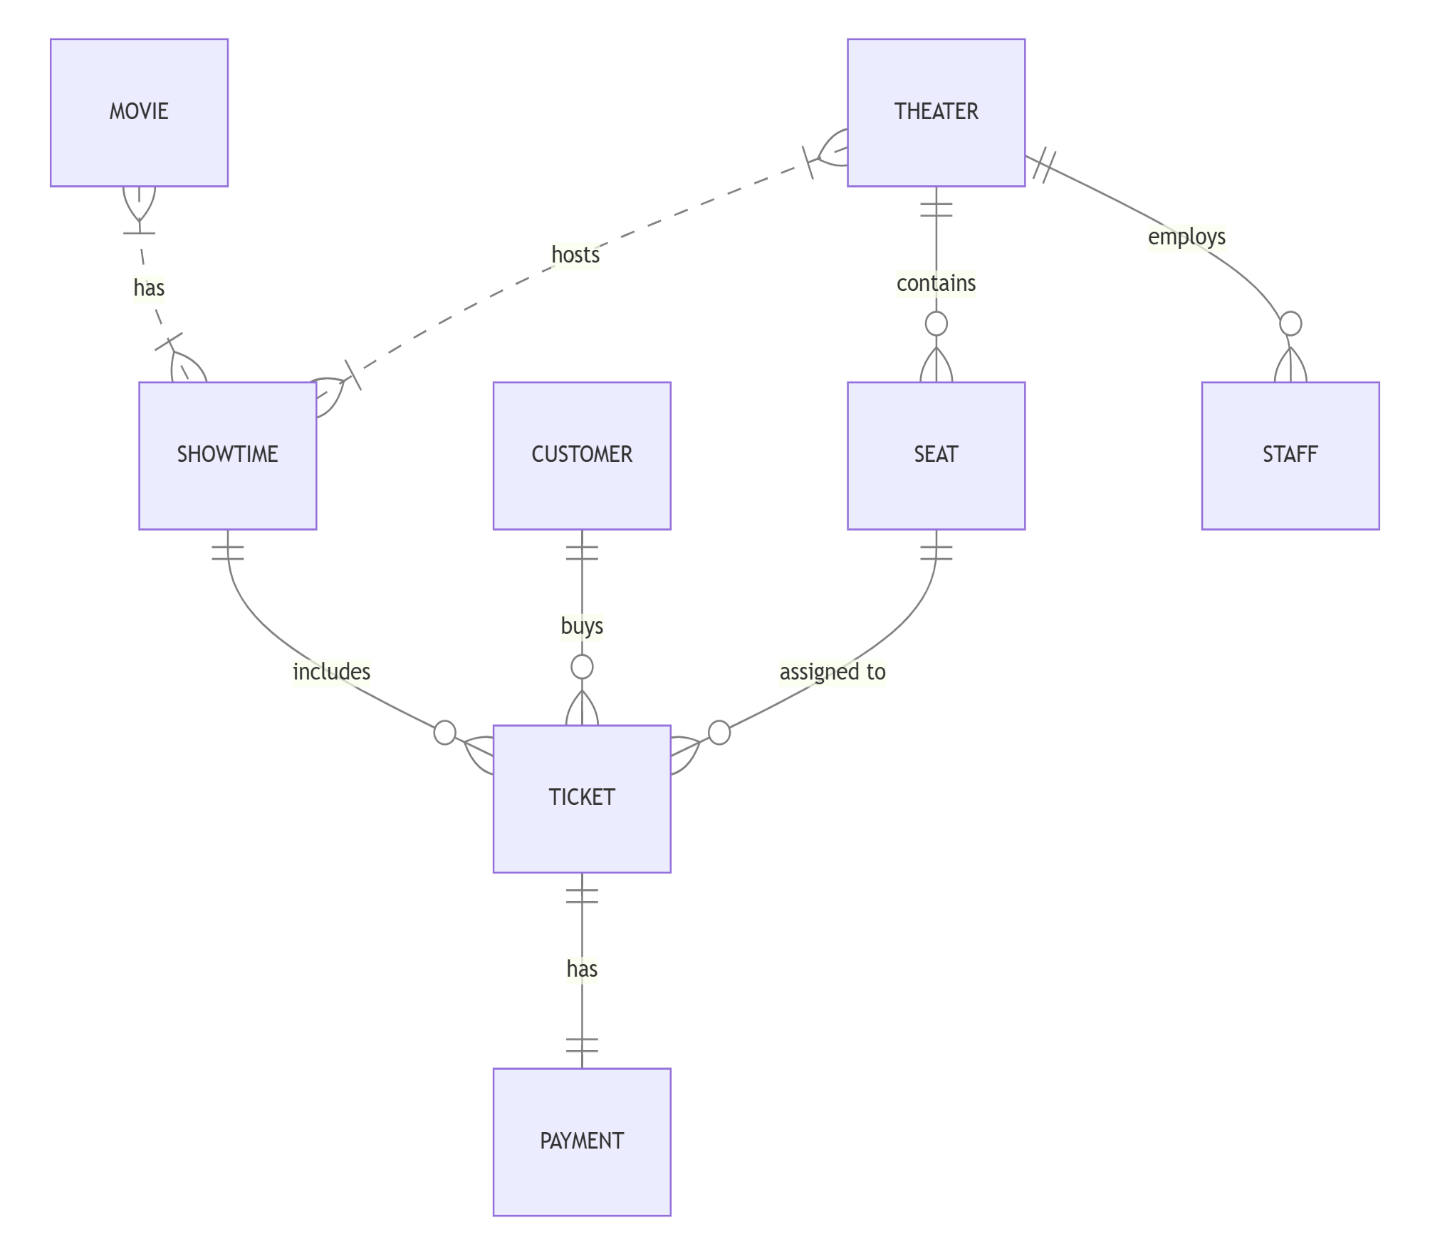 MOVIE
THEATER
hosts
employs
has
contains
SHOWTIME
CUSTOMER
SEAT
STAFF
buys
includes
assigned to
TICKET
has
PAYMENT